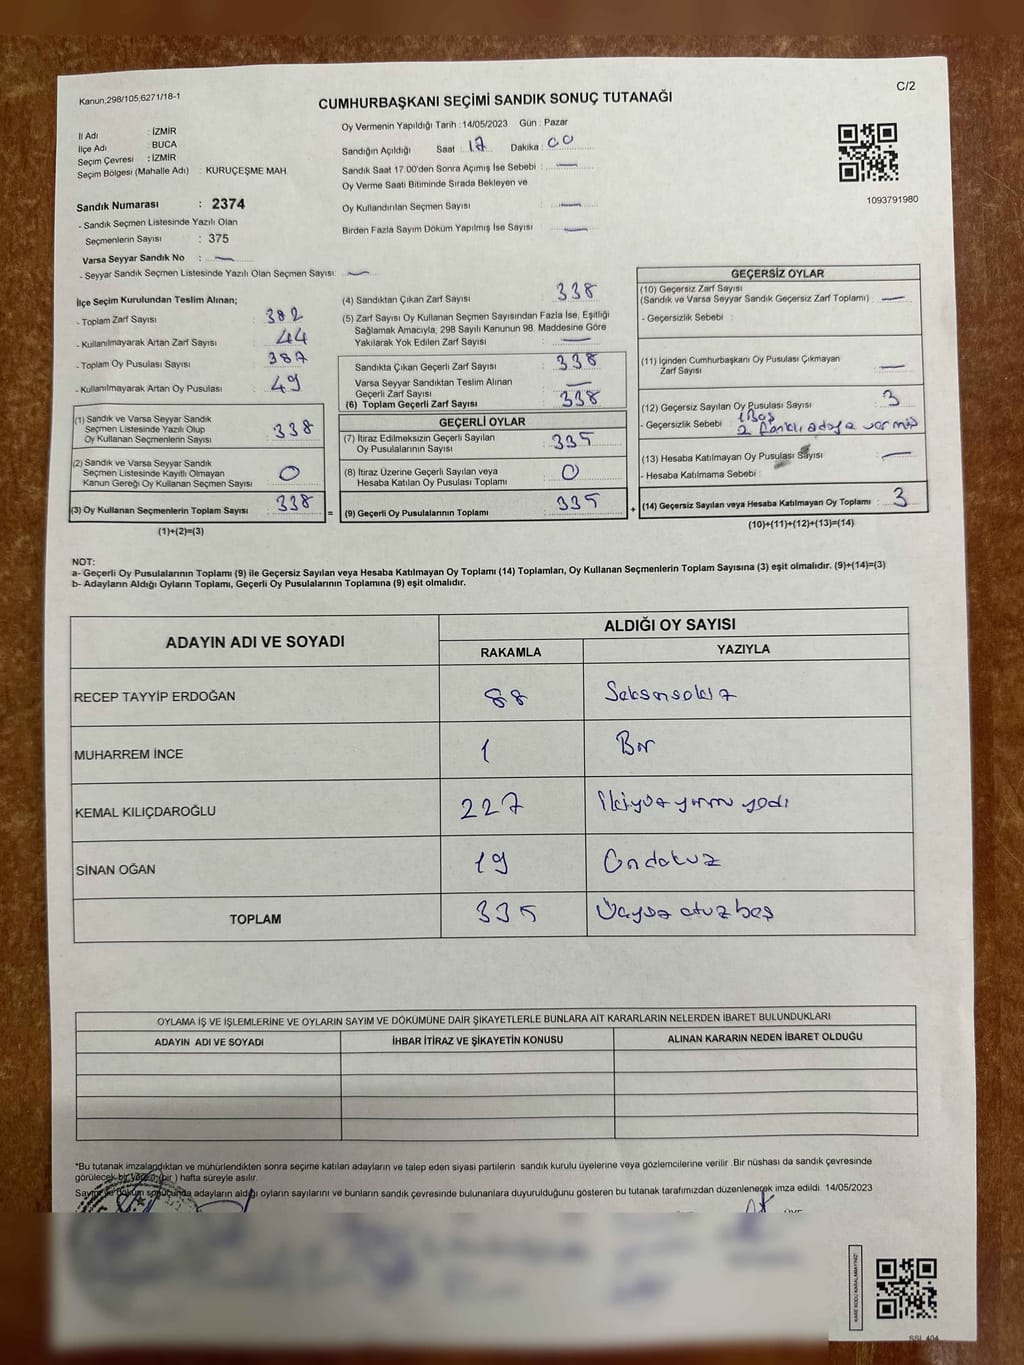 Kanun,298/105,6271/18-1
C/2
CUMHURBAŞKANI SEÇİMİ SANDIK SONUÇ TUTANAĞI
İl Adı : İZMİR
İlçe Adı : BUCA
Seçim Çevresi : İZMİR
Seçim Bölgesi (Mahalle Adı) : KURUÇEŞME MAH.
Sandık Numarası : 2374
- Sandık Seçmen Listesinde Yazılı Olan
Seçmenlerin Sayısı : 375
Varsa Seyyar Sandık No : —
- Seyyar Sandık Seçmen Listesinde Yazılı Olan Seçmen Sayısı: —
Oy Vermenin Yapıldığı Tarih : 14/05/2023 Gün : Pazar
Sandığın Açıldığı Saat : 17 Dakika : 00
Sandık Saat 17.00'den Sonra Açımış İse Sebebi : —
Oy Verme Saati Bitiminde Sırada Bekleyen ve
Oy Kullandırılan Seçmen Sayısı : —
Birden Fazla Sayım Döküm Yapılmış İse Sayısı : —
1093791980
İlçe Seçim Kurulundan Teslim Alınan;
- Toplam Zarf Sayısı : 382
- Kullanılmayarak Artan Zarf Sayısı : 44
- Toplam Oy Pusulası Sayısı : 387
- Kullanılmayarak Artan Oy Pusulası : 49
(1) Sandık ve Varsa Seyyar Sandık
Seçmen Listesinde Yazılı Olup
Oy Kullanan Seçmenlerin Sayısı : 338
(2) Sandık ve Varsa Seyyar Sandık
Seçmen Listesinde Kayıtlı Olmayan
Kanun Gereği Oy Kullanan Seçmen Sayısı : 0
(3) Oy Kullanan Seçmenlerin Toplam Sayısı : 338
(1)+(2)=(3)
(4) Sandıktan Çıkan Zarf Sayısı : 338
(5) Zarf Sayısı Oy Kullanan Seçmen Sayısından Fazla İse, Eşitliği
Sağlamak Amacıyla, 298 Sayılı Kanunun 98. Maddesine Göre
Yakılarak Yok Edilen Zarf Sayısı : —
Sandıkta Çıkan Geçerli Zarf Sayısı : 338
Varsa Seyyar Sandıktan Teslim Alınan
Geçerli Zarf Sayısı : —
(6) Toplam Geçerli Zarf Sayısı : 338
=
GEÇERLİ OYLAR
(7) İtiraz Edilmeksizin Geçerli Sayılan
Oy Pusulalarının Sayısı : 335
(8) İtiraz Üzerine Geçerli Sayılan veya
Hesaba Katılan Oy Pusulası Toplamı : 0
(9) Geçerli Oy Pusulalarının Toplamı : 335
+
GEÇERSİZ OYLAR
(10) Geçersiz Zarf Sayısı
(Sandık ve Varsa Seyyar Sandık Geçersiz Zarf Toplamı) : —
- Geçersizlik Sebebi :
(11) İçinden Cumhurbaşkanı Oy Pusulası Çıkmayan
Zarf Sayısı : —
(12) Geçersiz Sayılan Oy Pusulası Sayısı : 3
1 Boş
- Geçersizlik Sebebi : 2 farklı adaya vermiş
(13) Hesaba Katılmayan Oy Pusulası Sayısı : —
- Hesaba Katılmama Sebebi :
(14) Geçersiz Sayılan veya Hesaba Katılmayan Oy Toplamı : 3
(10)+(11)+(12)+(13)=(14)
NOT:
a- Geçerli Oy Pusulalarının Toplamı (9) ile Geçersiz Sayılan veya Hesaba Katılmayan Oy Toplamı (14) Toplamları, Oy Kullanan Seçmenlerin Toplam Sayısına (3) eşit olmalıdır. (9)+(14)=(3)
b- Adayların Aldığı Oyların Toplamı, Geçerli Oy Pusulalarının Toplamına (9) eşit olmalıdır.
ADAYIN ADI VE SOYADI
ALDIĞI OY SAYISI
RAKAMLA YAZIYLA
RECEP TAYYİP ERDOĞAN 88 Seksensekiz
MUHARREM İNCE 1 Bir
KEMAL KILIÇDAROĞLU 227 İkiyüz yirmi yedi
SİNAN OĞAN 19 Ondokuz
TOPLAM 335 Üçyüz otuz beş
OYLAMA İŞ VE İŞLEMLERİNE VE OYLARIN SAYIM VE DÖKÜMÜNE DAİR ŞİKAYETLERLE BUNLARA AİT KARARLARIN NELERDEN İBARET BULUNDUKLARI
ADAYIN ADI VE SOYADI İHBAR İTİRAZ VE ŞİKAYETİN KONUSU ALINAN KARARIN NEDEN İBARET OLDUĞU
*Bu tutanak imzalandıktan ve mühürlendikten sonra seçime katılan adayların ve talep eden siyasi partilerin sandık kurulu üyelerine veya gözlemcilerine verilir .Bir nüshası da sandık çevresinde
görülecek bir yere (bir ) hafta süreyle asılır.
Sayım ve döküm sonucunda adayların aldığı oyların sayılarını ve bunların sandık çevresinde bulunanlara duyurulduğunu gösteren bu tutanak tarafımızdan düzenlenerek imza edildi. 14/05/2023
KARE KODU KARALAMAYINIZ!